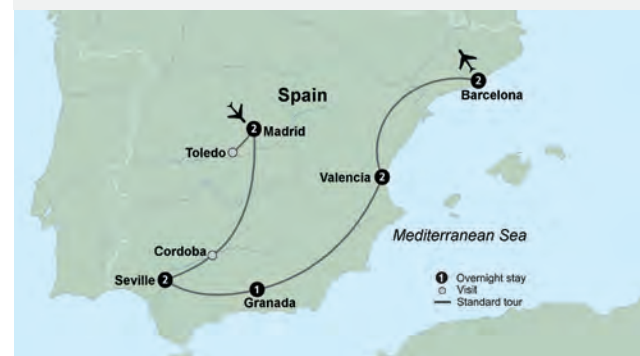 Spain
2
Barcelona
2 Madrid
Toledo
Valencia 2
Mediterranean Sea
Cordoba
Seville 2
1
Granada
1 Overnight stay
Visit
Standard tour